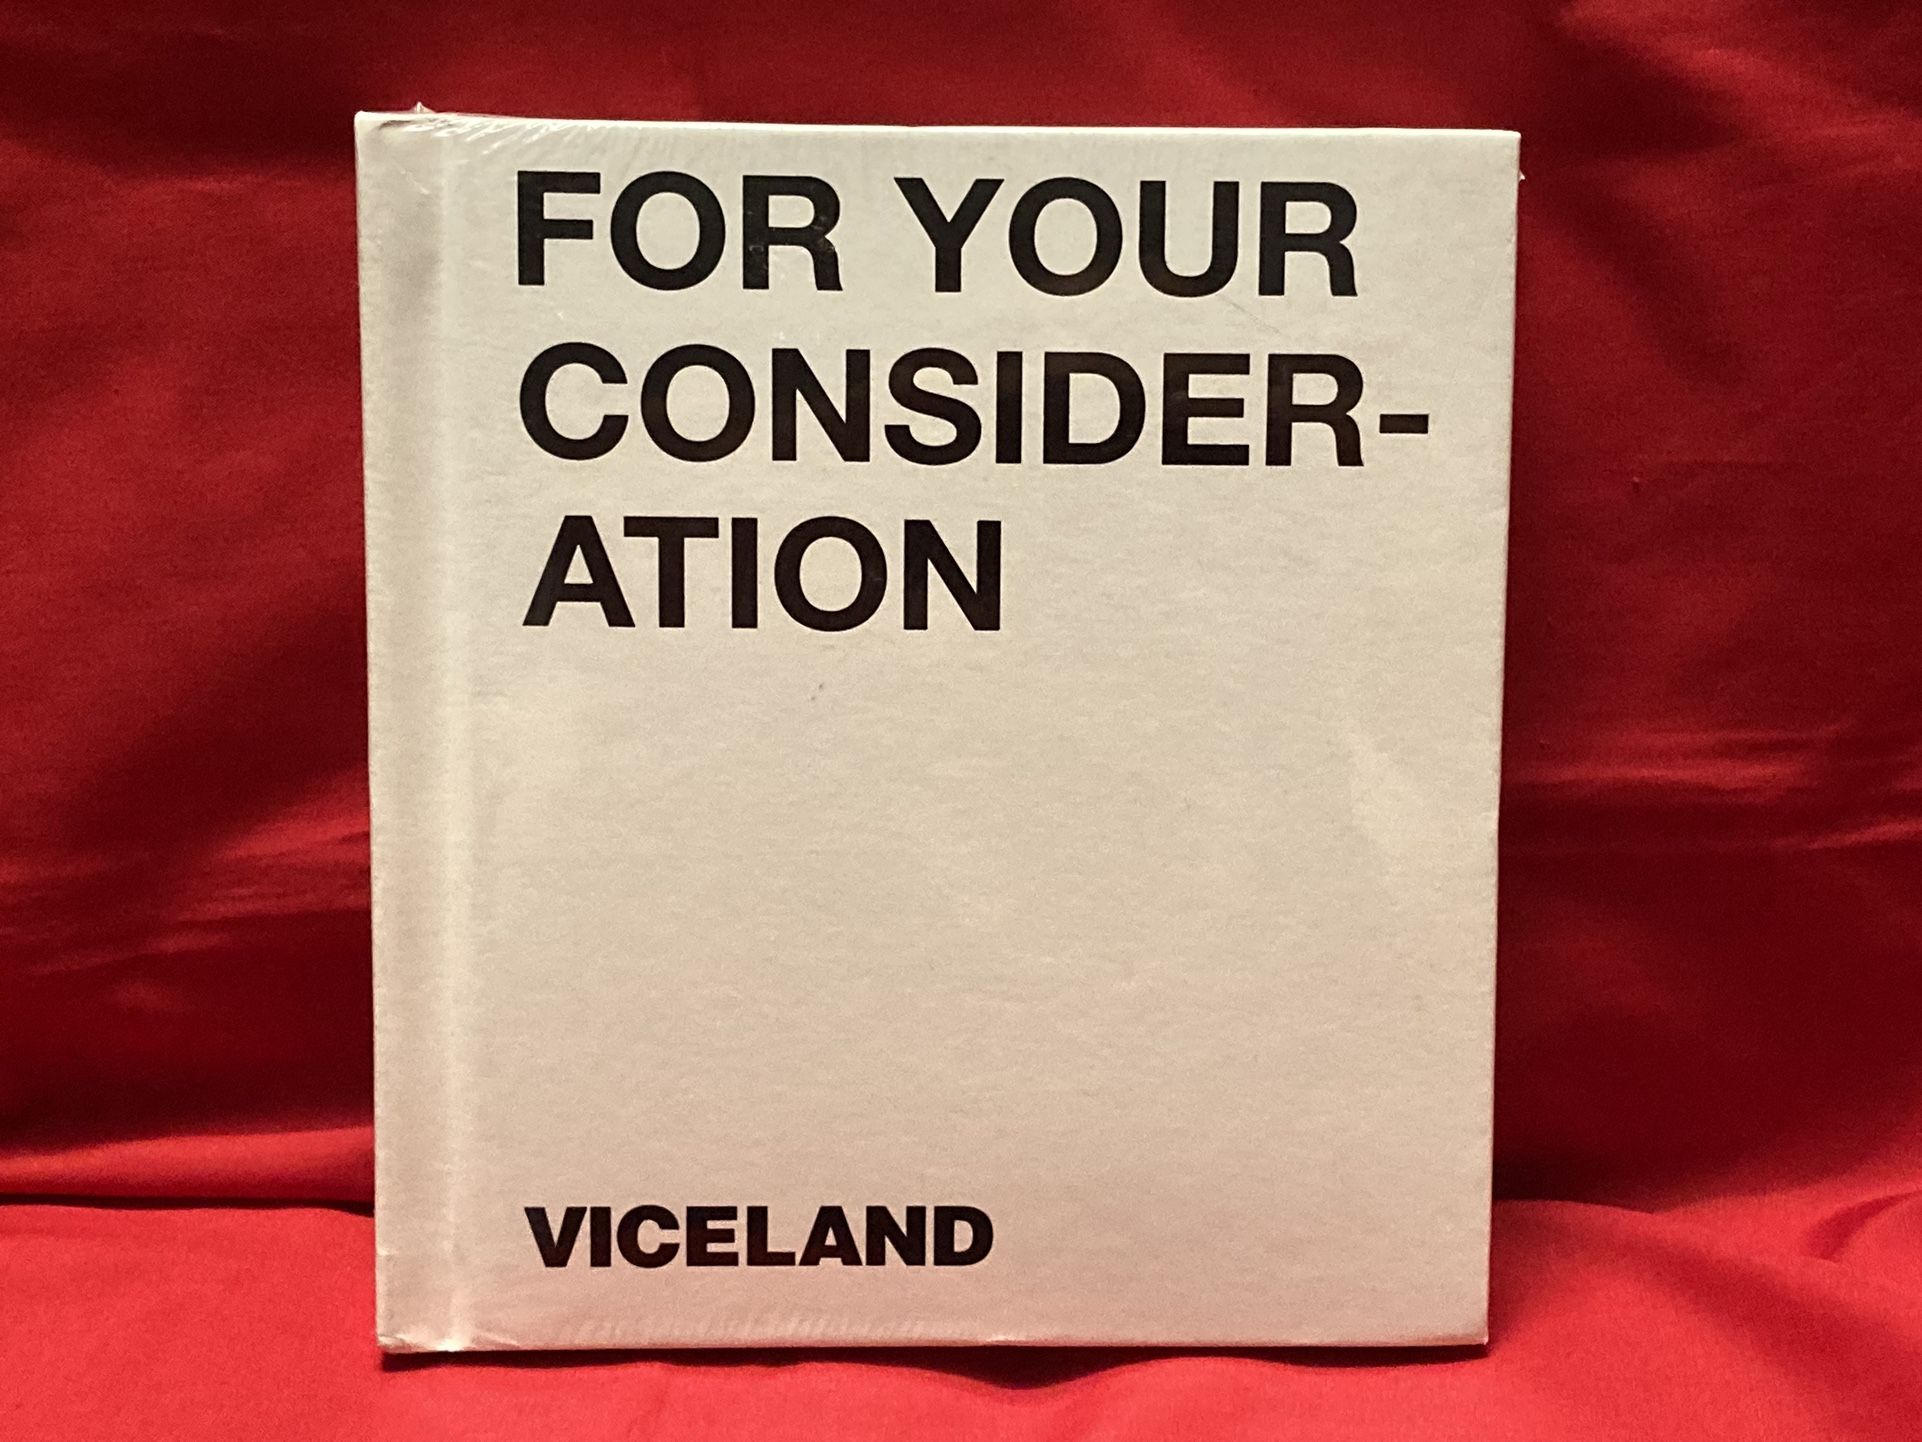 FOR YOUR
CONSIDER-
ATION
VICELAND